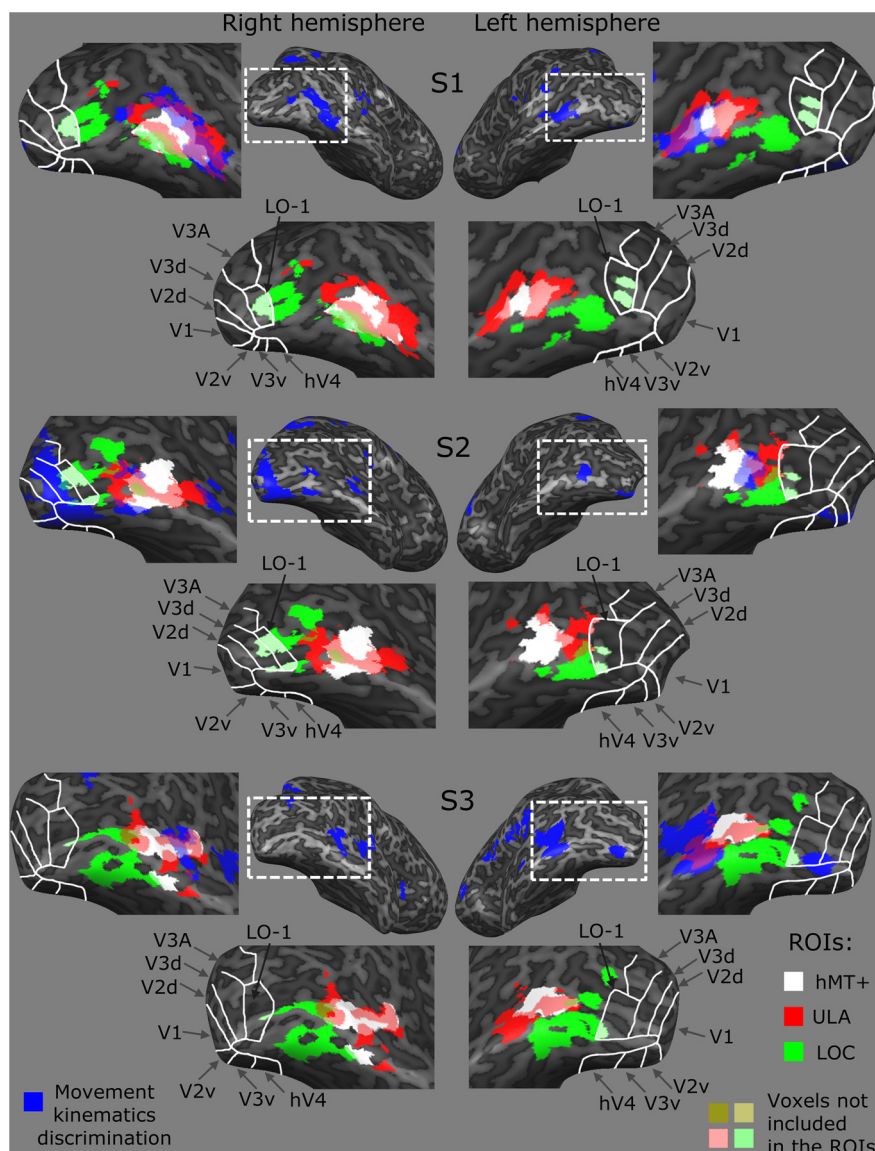 Right hemisphere Left hemisphere
S1
LO-1 LO-1
V3A V3A
V3d V3d
V2d V2d
V1 V1
V2v V3v hV4 hV4 V3v V2v
S2
LO-1 LO-1
V3A V3A
V3d V3d
V2d V2d
V1 V1
V2v V3v hV4 hV4 V3v V2v
S3
LO-1 LO-1
V3A V3A
V3d V3d
V2d V2d
V1 V1
V2v V3v hV4 hV4 V3v V2v
ROIs:
hMT+
ULA
LOC
Movement
kinematics
discrimination
Voxels not
included
in the ROIs